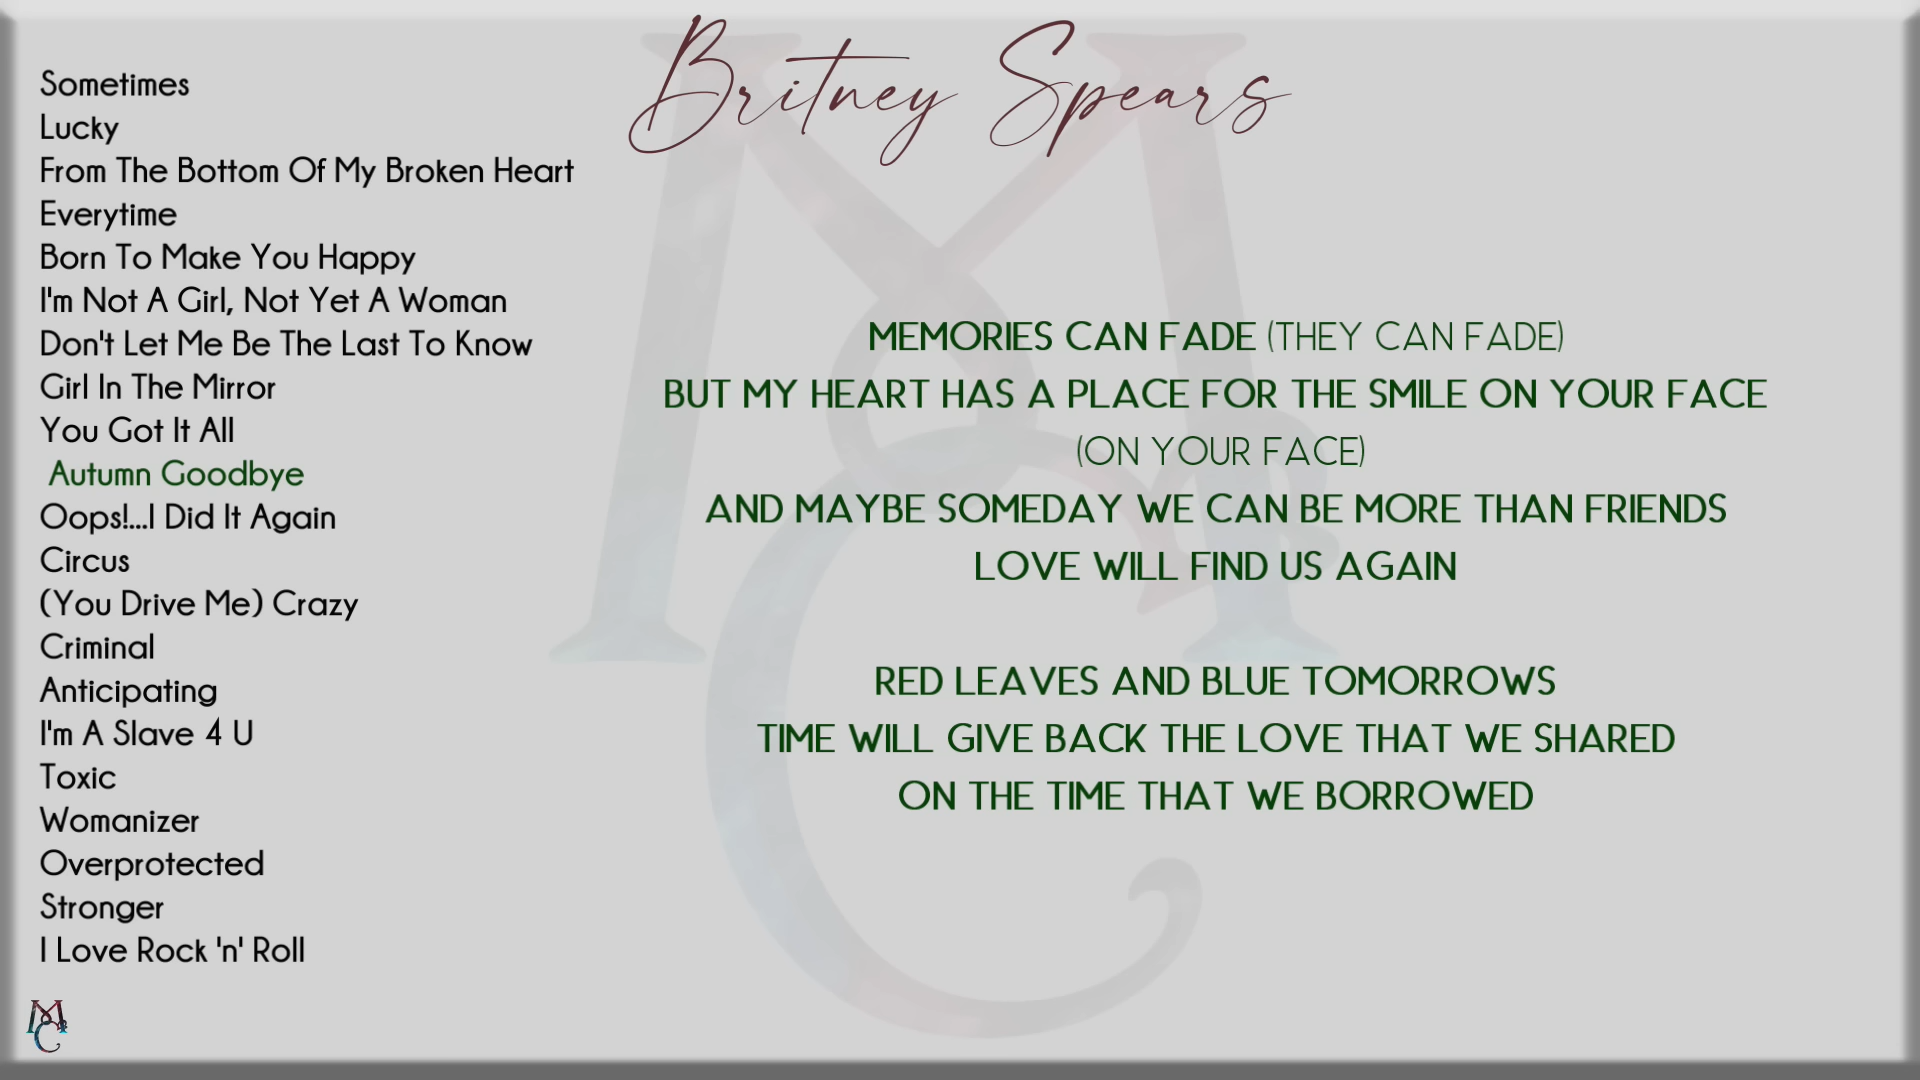 Britney Spears
Sometimes
Lucky
From The Bottom Of My Broken Heart
Everytime
Born To Make You Happy
I'm Not A Girl, Not Yet A Woman
Don't Let Me Be The Last To Know
Girl In The Mirror
You Got It All
Autumn Goodbye
Oops!...I Did It Again
Circus
(You Drive Me) Crazy
Criminal
Anticipating
I'm A Slave 4 U
Toxic
Womanizer
Overprotected
Stronger
I Love Rock 'n' Roll
MEMORIES CAN FADE (THEY CAN FADE)
BUT MY HEART HAS A PLACE FOR THE SMILE ON YOUR FACE
(ON YOUR FACE)
AND MAYBE SOMEDAY WE CAN BE MORE THAN FRIENDS
LOVE WILL FIND US AGAIN
RED LEAVES AND BLUE TOMORROWS
TIME WILL GIVE BACK THE LOVE THAT WE SHARED
ON THE TIME THAT WE BORROWED
MC